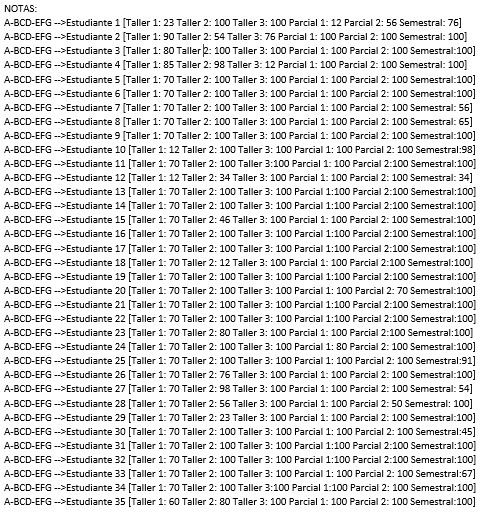 NOTAS:
A-BCD-EFG -->Estudiante 1 [Taller 1: 23 Taller 2: 100 Taller 3: 100 Parcial 1: 12 Parcial 2: 56 Semestral: 76]
A-BCD-EFG -->Estudiante 2 [Taller 1: 90 Taller 2: 54 Taller 3: 76 Parcial 1: 100 Parcial 2: 100 Semestral: 100]
A-BCD-EFG -->Estudiante 3 [Taller 1: 80 Taller 2: 100 Taller 3: 100 Parcial 1: 100 Parcial 2: 100 Semestral:100]
A-BCD-EFG -->Estudiante 4 [Taller 1: 85 Taller 2: 98 Taller 3: 12 Parcial 1: 100 Parcial 2: 100 Semestral: 100]
A-BCD-EFG -->Estudiante 5 [Taller 1: 70 Taller 2: 100 Taller 3: 100 Parcial 1: 100 Parcial 2: 100 Semestral:100]
A-BCD-EFG -->Estudiante 6 [Taller 1: 70 Taller 2: 100 Taller 3: 100 Parcial 1: 100 Parcial 2: 100 Semestral:100]
A-BCD-EFG -->Estudiante 7 [Taller 1: 70 Taller 2: 100 Taller 3: 100 Parcial 1: 100 Parcial 2: 100 Semestral: 56]
A-BCD-EFG -->Estudiante 8 [Taller 1: 70 Taller 2: 100 Taller 3: 100 Parcial 1: 100 Parcial 2: 100 Semestral: 65]
A-BCD-EFG -->Estudiante 9 [Taller 1: 70 Taller 2: 100 Taller 3: 100 Parcial 1: 100 Parcial 2: 100 Semestral:100]
A-BCD-EFG -->Estudiante 10 [Taller 1: 12 Taller 2: 100 Taller 3: 100 Parcial 1: 100 Parcial 2: 100 Semestral:98]
A-BCD-EFG -->Estudiante 11 [Taller 1: 70 Taller 2: 100 Taller 3:100 Parcial 1: 100 Parcial 2: 100 Semestral:100]
A-BCD-EFG -->Estudiante 12 [Taller 1: 12 Taller 2: 34 Taller 3: 100 Parcial 1: 100 Parcial 2: 100 Semestral: 34]
A-BCD-EFG -->Estudiante 13 [Taller 1: 70 Taller 2: 100 Taller 3: 100 Parcial 1:100 Parcial 2: 100 Semestral:100]
A-BCD-EFG -->Estudiante 14 [Taller 1: 70 Taller 2: 100 Taller 3: 100 Parcial 1:100 Parcial 2: 100 Semestral:100]
A-BCD-EFG -->Estudiante 15 [Taller 1: 70 Taller 2: 46 Taller 3: 100 Parcial 1: 100 Parcial 2: 100 Semestral:100]
A-BCD-EFG -->Estudiante 16 [Taller 1: 70 Taller 2: 100 Taller 3: 100 Parcial 1:100 Parcial 2: 100 Semestral:100]
A-BCD-EFG -->Estudiante 17 [Taller 1: 70 Taller 2: 100 Taller 3: 100 Parcial 1:100 Parcial 2: 100 Semestral:100]
A-BCD-EFG -->Estudiante 18 [Taller 1: 70 Taller 2: 12 Taller 3: 100 Parcial 1: 100 Parcial 2:100 Semestral:100]
A-BCD-EFG -->Estudiante 19 [Taller 1: 70 Taller 2: 100 Taller 3: 100 Parcial 1:100 Parcial 2: 100 Semestral:100]
A-BCD-EFG -->Estudiante 20 [Taller 1: 70 Taller 2: 100 Taller 3: 100 Parcial 1: 100 Parcial 2: 70 Semestral:100]
A-BCD-EFG -->Estudiante 21 [Taller 1: 70 Taller 2: 100 Taller 3: 100 Parcial 1:100 Parcial 2: 100 Semestral:100]
A-BCD-EFG -->Estudiante 22 [Taller 1: 70 Taller 2: 100 Taller 3: 100 Parcial 1:100 Parcial 2: 100 Semestral:100]
A-BCD-EFG -->Estudiante 23 [Taller 1: 70 Taller 2: 80 Taller 3: 100 Parcial 1: 100 Parcial 2:100 Semestral:100]
A-BCD-EFG -->Estudiante 24 [Taller 1: 70 Taller 2: 100 Taller 3: 100 Parcial 1: 80 Parcial 2: 100 Semestral:100]
A-BCD-EFG -->Estudiante 25 [Taller 1: 70 Taller 2: 100 Taller 3: 100 Parcial 1: 100 Parcial 2: 100 Semestral:91]
A-BCD-EFG -->Estudiante 26 [Taller 1: 70 Taller 2: 76 Taller 3: 100 Parcial 1: 100 Parcial 2: 100 Semestral:100]
A-BCD-EFG -->Estudiante 27 [Taller 1: 70 Taller 2: 98 Taller 3: 100 Parcial 1: 100 Parcial 2: 100 Semestral: 54]
A-BCD-EFG -->Estudiante 28 [Taller 1: 70 Taller 2: 56 Taller 3: 100 Parcial 1: 100 Parcial 2: 50 Semestral: 100]
A-BCD-EFG -->Estudiante 29 [Taller 1: 70 Taller 2: 23 Taller 3: 100 Parcial 1: 100 Parcial 2: 100 Semestral:100]
A-BCD-EFG -->Estudiante 30 [Taller 1: 70 Taller 2: 100 Taller 3: 100 Parcial 1: 100 Parcial 2: 100 Semestral:45]
A-BCD-EFG -->Estudiante 31 [Taller 1: 70 Taller 2: 100 Taller 3: 100 Parcial 1:100 Parcial 2: 100 Semestral:100]
A-BCD-EFG -->Estudiante 32 [Taller 1: 70 Taller 2: 100 Taller 3: 100 Parcial 1:100 Parcial 2: 100 Semestral:100]
A-BCD-EFG -->Estudiante 33 [Taller 1: 70 Taller 2: 100 Taller 3: 100 Parcial 1: 100 Parcial 2: 100 Semestral:67]
A-BCD-EFG -->Estudiante 34 [Taller 1: 70 Taller 2: 100 Taller 3:100 Parcial 1:100 Parcial 2: 100 Semestral:100]
A-BCD-EFG -->Estudiante 35 [Taller 1: 60 Taller 2: 80 Taller 3: 100 Parcial 1: 100 Parcial 2: 100 Semestral:100]